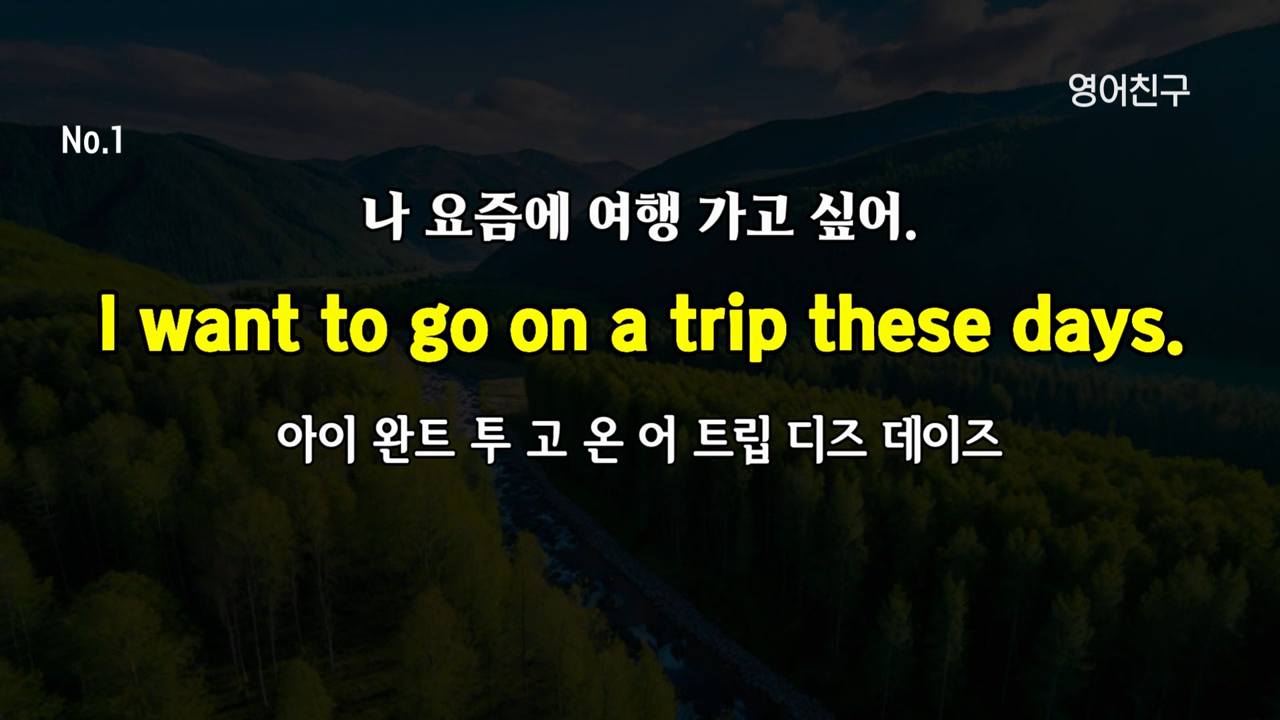 영어친구
No.1
나 요즘에 여행 가고 싶어.
I want to go on a trip these days.
아이 완트 투 고 온 어 트립 디즈 데이즈